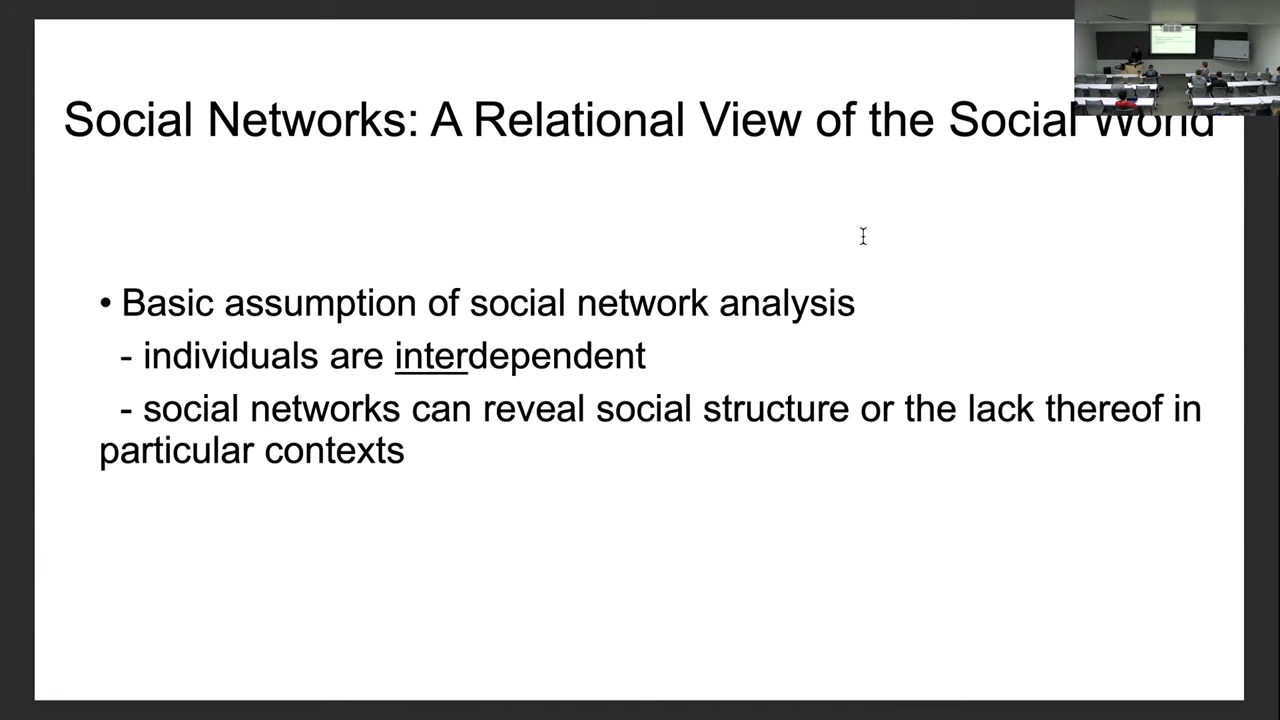 Social Networks: A Relational View of the Social World
• Basic assumption of social network analysis
- individuals are interdependent
- social networks can reveal social structure or the lack thereof in
particular contexts